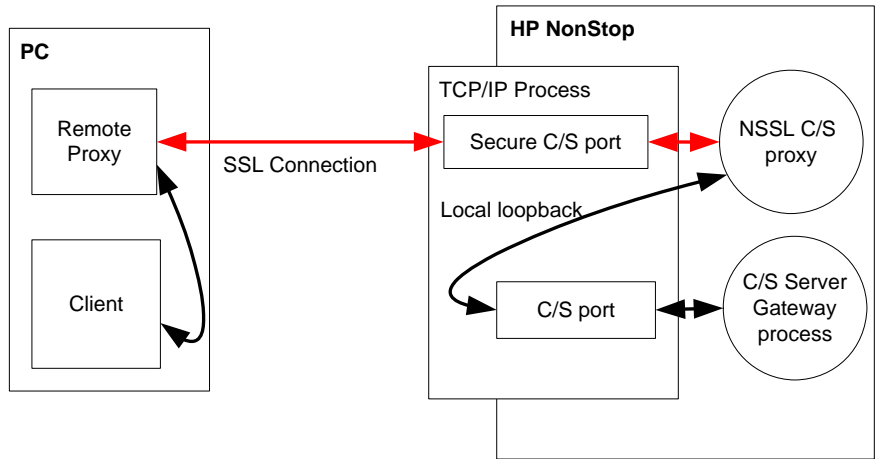 PC
Remote
Proxy
Client
SSL Connection
HP NonStop
TCP/IP Process
Secure C/S port
NSSL C/S
proxy
Local loopback
C/S port
C/S Server
Gateway
process